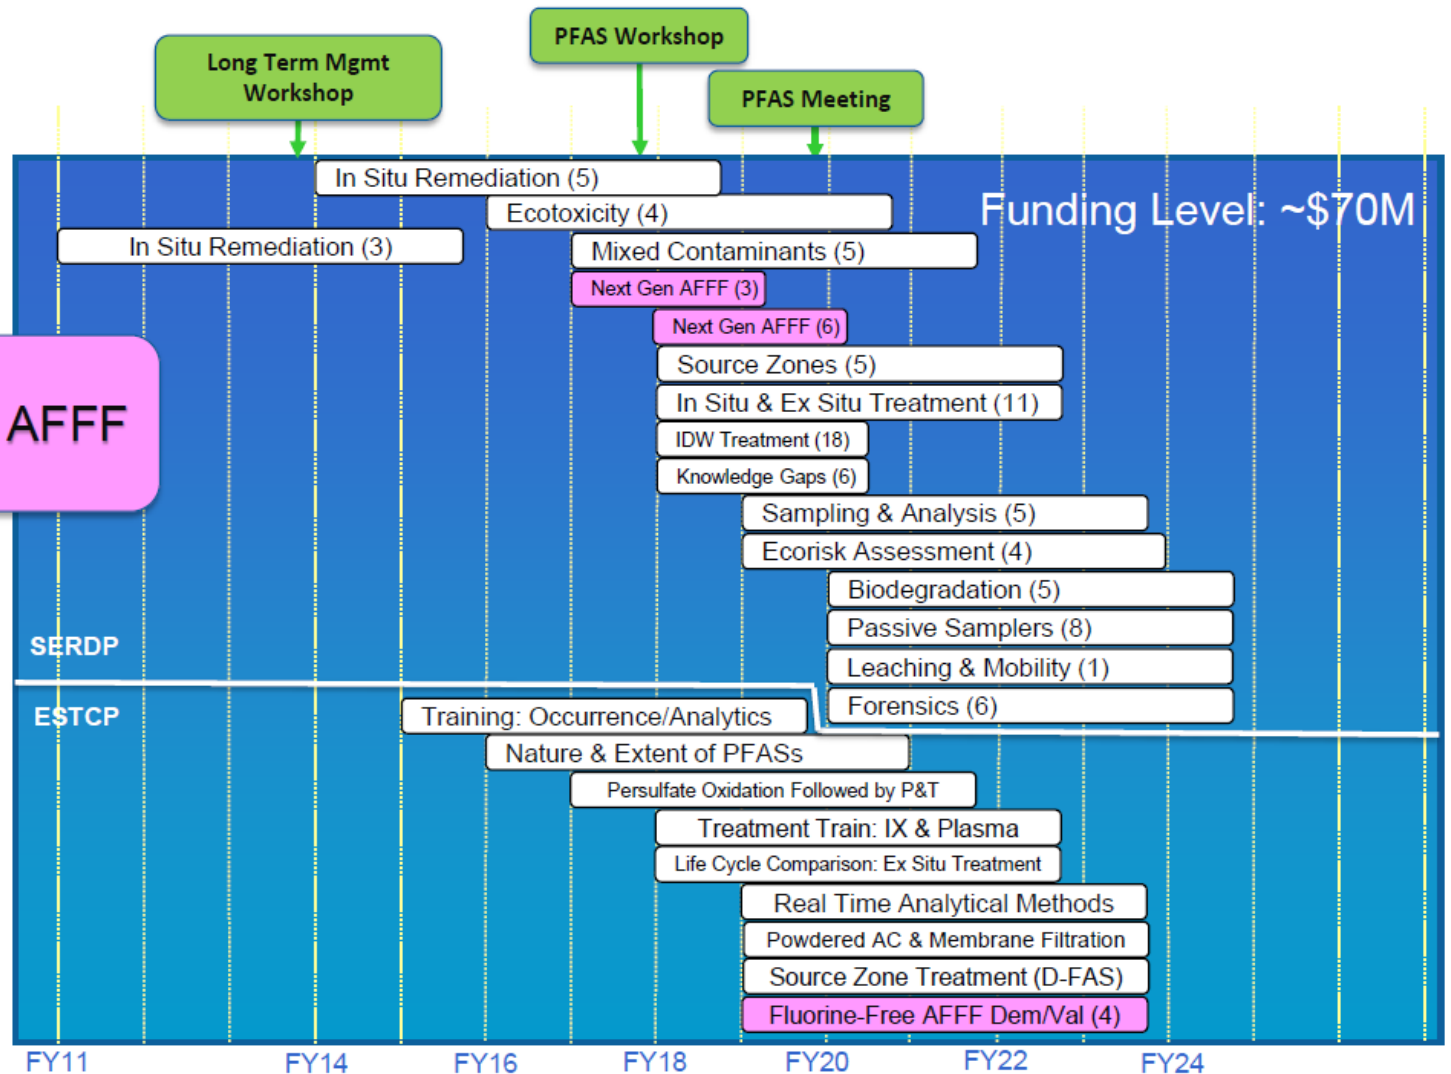 PFAS Workshop
Long Term Mgmt
Workshop
PFAS Meeting
In Situ Remediation (5)
Ecotoxicity (4)
Funding Level: ~$70M
In Situ Remediation (3)
Mixed Contaminants (5)
Next Gen AFFF (3)
Next Gen AFFF (6)
Source Zones (5)
In Situ & Ex Situ Treatment (11)
AFFF
IDW Treatment (18)
Knowledge Gaps (6)
Sampling & Analysis (5)
Ecorisk Assessment (4)
Biodegradation (5)
Passive Samplers (8)
SERDP
Leaching & Mobility (1)
Forensics (6)
ESTCP
Training: Occurrence/Analytics
Nature & Extent of PFASs
Persulfate Oxidation Followed by P&T
Treatment Train: IX & Plasma
Life Cycle Comparison: Ex Situ Treatment
Real Time Analytical Methods
Powdered AC & Membrane Filtration
Source Zone Treatment (D-FAS)
Fluorine-Free AFFF Dem/Val (4)
FY11 FY14 FY16 FY18 FY20 FY22 FY24